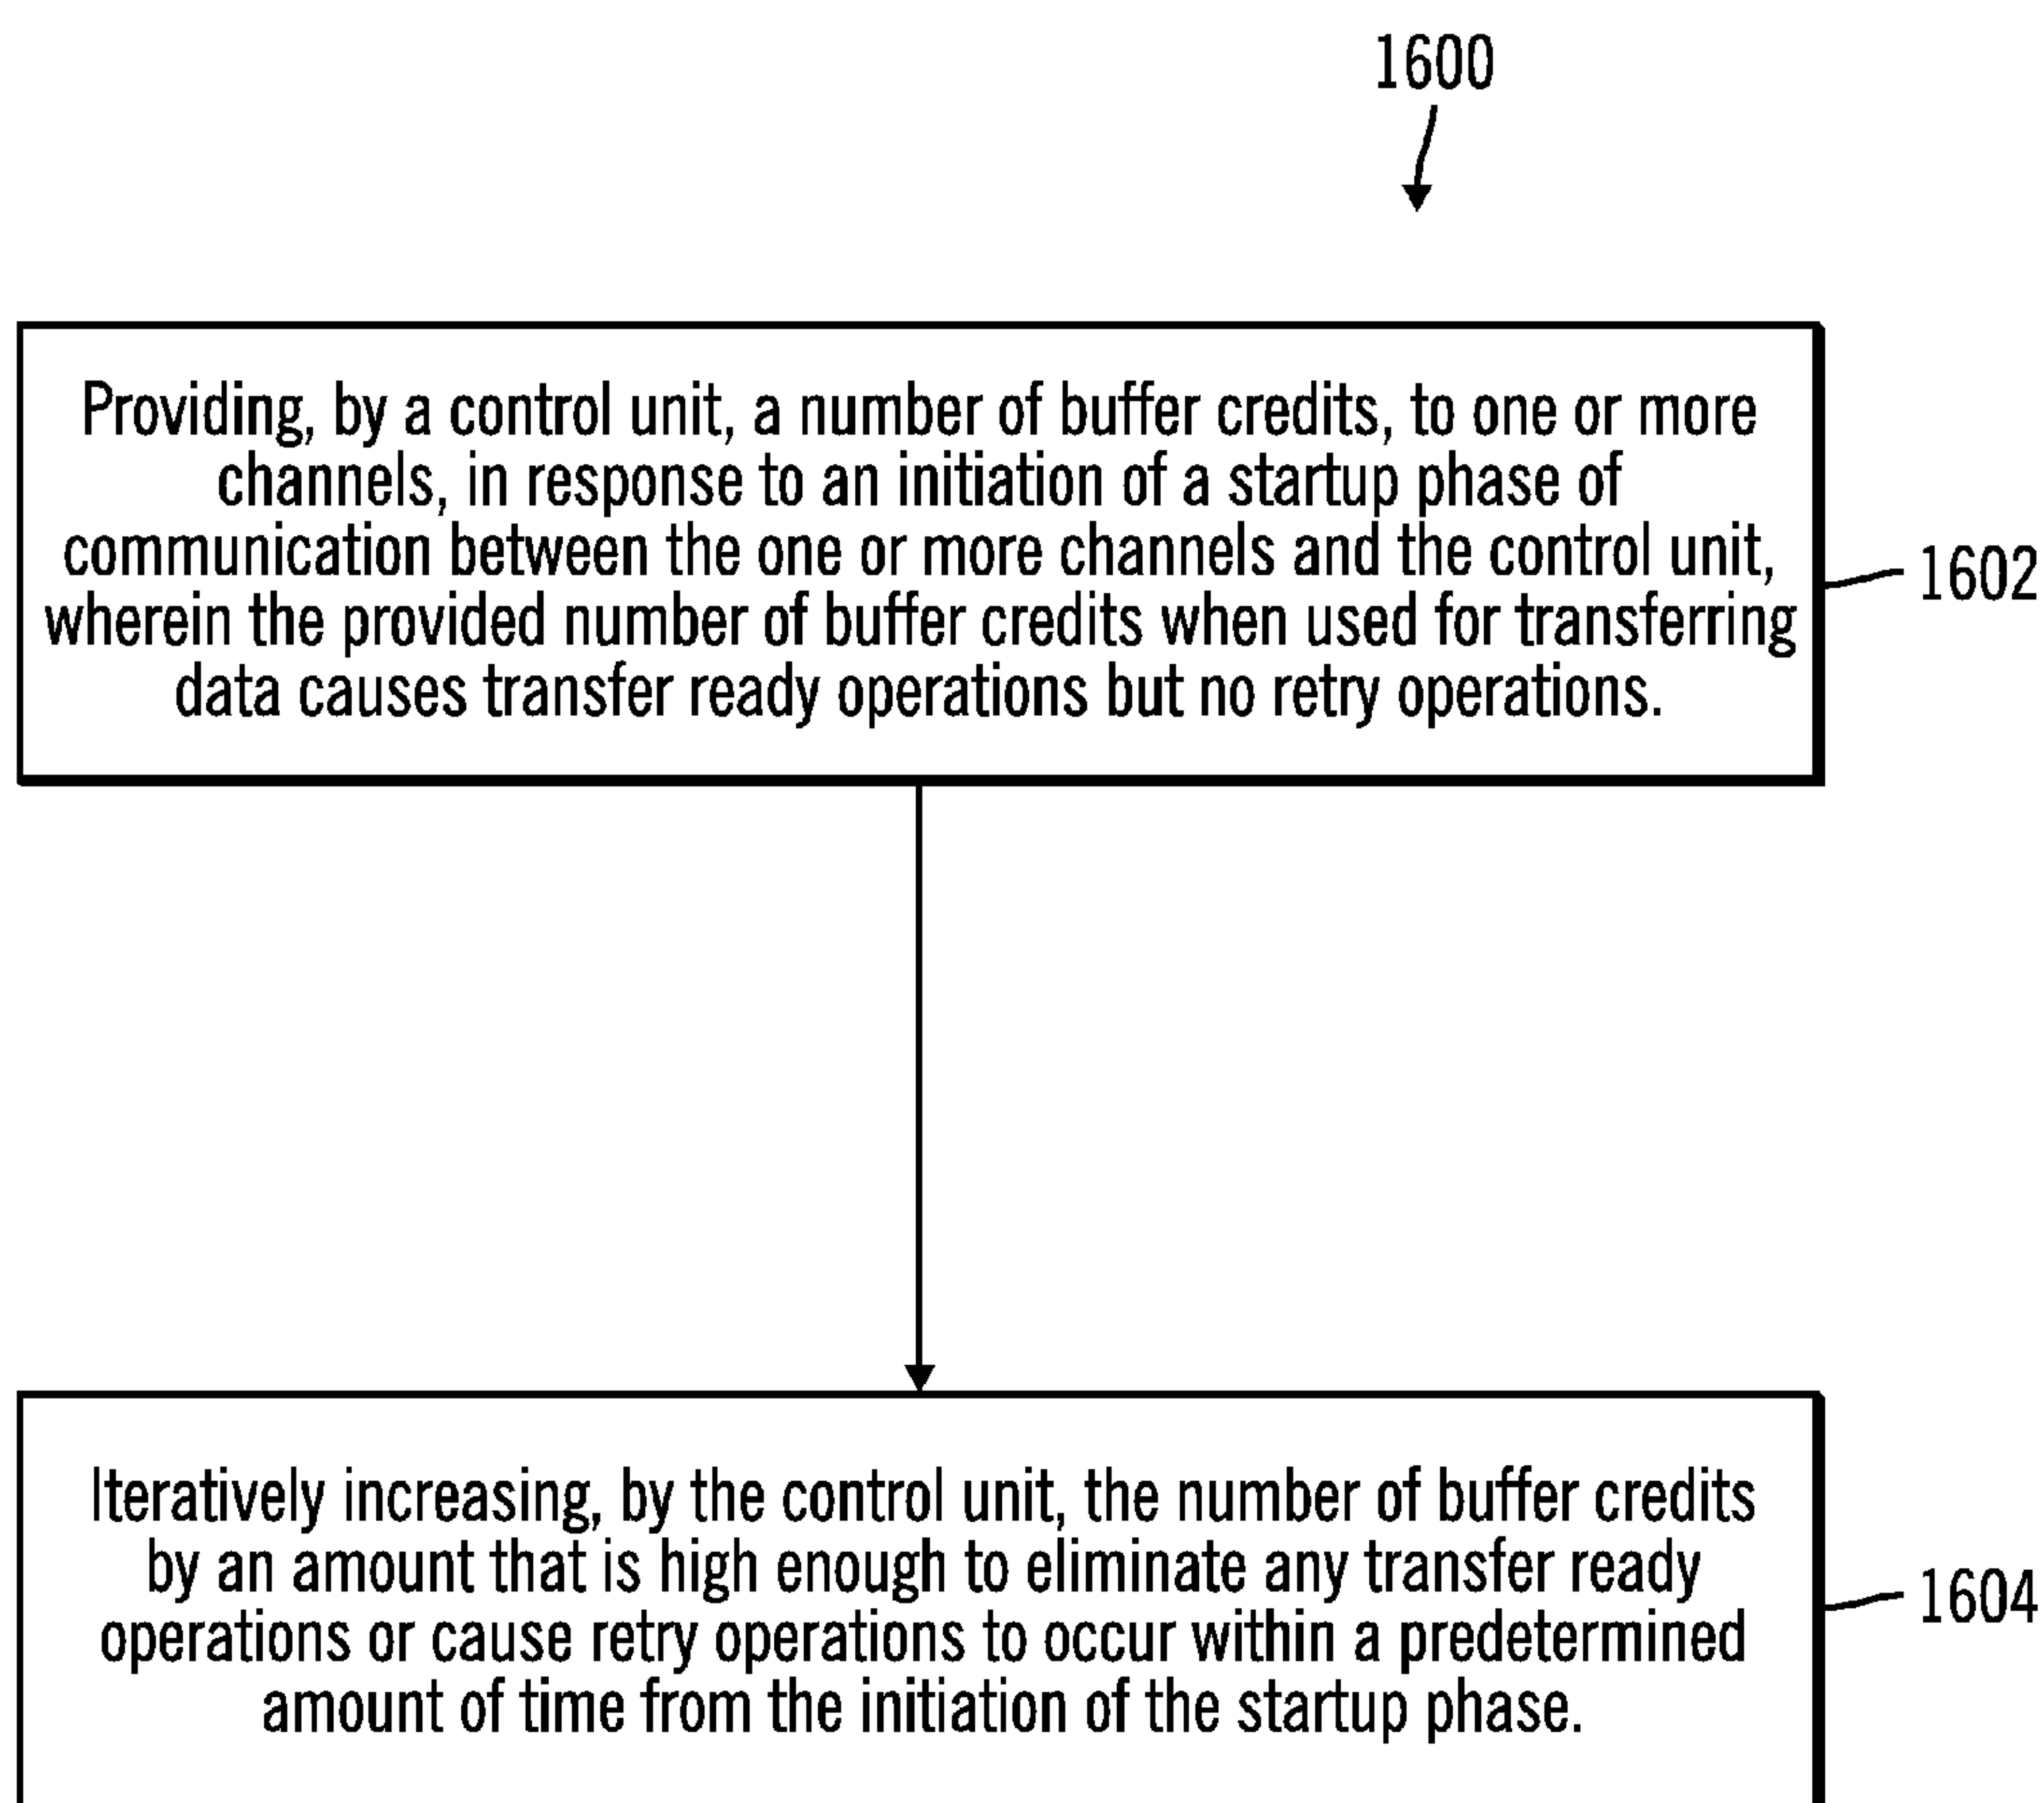 1600
Providing, by a control unit, a number of buffer credits, to one or more
channels, in response to an initiation of a startup phase of
communication between the one or more channels and the control unit,
wherein the provided number of buffer credits when used for transferring
data causes transfer ready operations but no retry operations.
1602
Iteratively increasing, by the control unit, the number of buffer credits
by an amount that is high enough to eliminate any transfer ready
operations or cause retry operations to occur within a predetermined
amount of time from the initiation of the startup phase.
1604